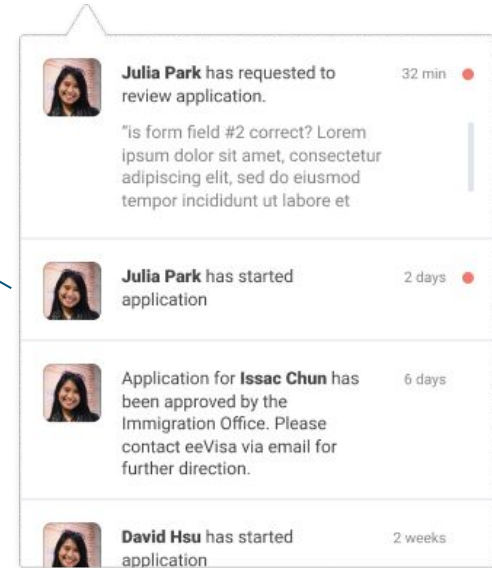 Julia Park has requested to 32 min
review application.
"is form field #2 correct? Lorem
ipsum dolor sit amet, consectetur
adipiscing elit, sed do eiusmod
tempor incididunt ut labore et
Julia Park has started 2 days
application
Application for Issac Chun has 6 days
been approved by the
Immigration Office. Please
contact eeVisa via email for
further direction.
David Hsu has started 2 weeks
application